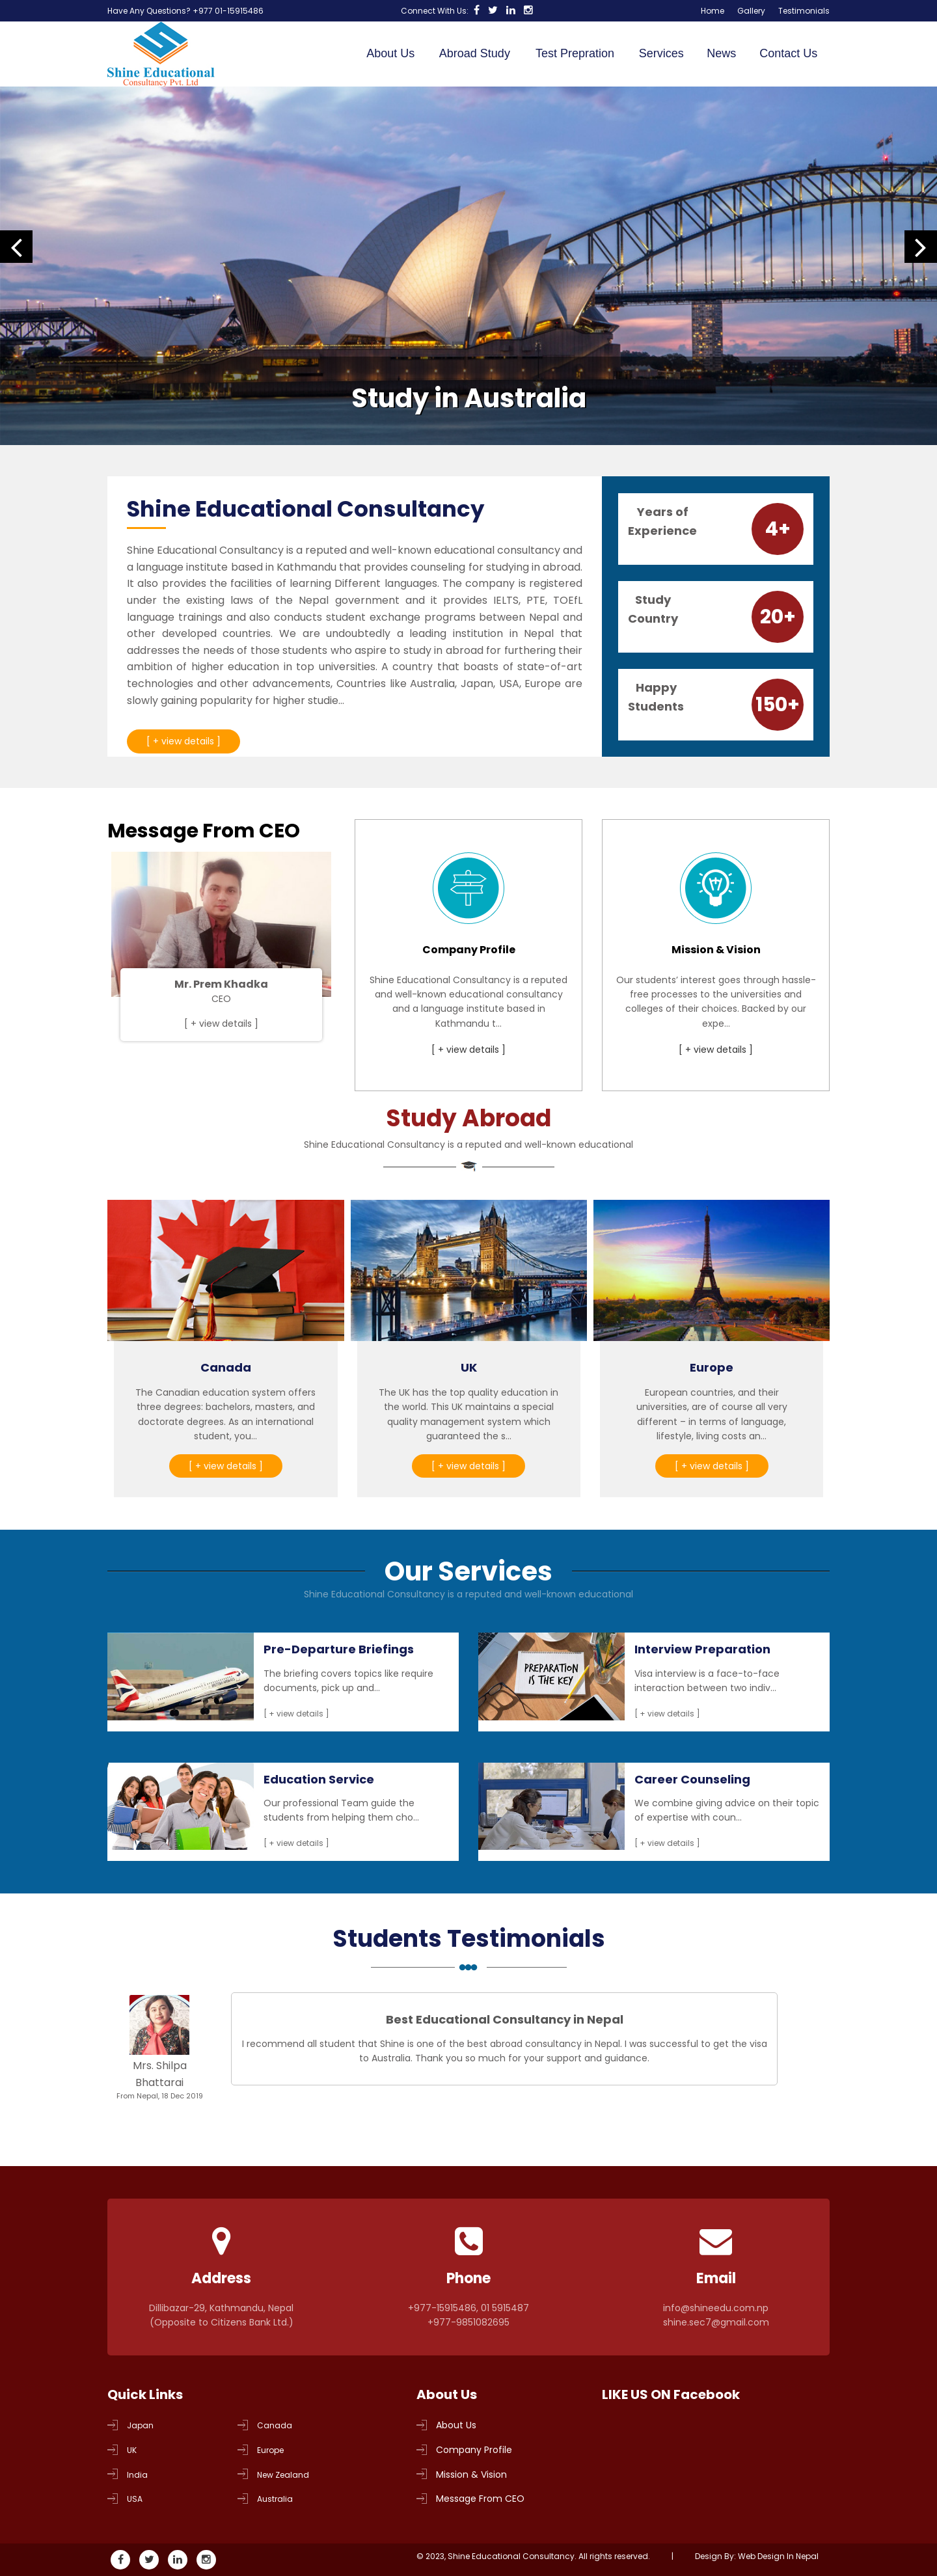 Have Any Questions? +977 01-15915486
Connect With Us:
Home Gallery Testimonials
Shine Educational
Consultancy Pvt. Ltd
About Us Abroad Study Test Prepration Services News Contact Us
Study in Australia
Shine Educational Consultancy
Shine Educational Consultancy is a reputed and well-known educational consultancy and
a language institute based in Kathmandu that provides counseling for studying in abroad.
It also provides the facilities of learning Different languages. The company is registered
under the existing laws of the Nepal government and it provides IELTS, PTE, TOEfL
language trainings and also conducts student exchange programs between Nepal and
other developed countries. We are undoubtedly a leading institution in Nepal that
addresses the needs of those students who aspire to study in abroad for furthering their
ambition of higher education in top universities. A country that boasts of state-of-art
technologies and other advancements, Countries like Australia, Japan, USA, Europe are
slowly gaining popularity for higher studie...
[ + view details ]
Years of
Experience
4+
Study
Country
20+
Happy
Students
150+
Message From CEO
Mr. Prem Khadka
CEO
[ + view details ]
Company Profile
Shine Educational Consultancy is a reputed
and well-known educational consultancy
and a language institute based in
Kathmandu t...
[ + view details ]
Mission & Vision
Our students’ interest goes through hassle-
free processes to the universities and
colleges of their choices. Backed by our
expe...
[ + view details ]
Study Abroad
Shine Educational Consultancy is a reputed and well-known educational
Canada
The Canadian education system offers
three degrees: bachelors, masters, and
doctorate degrees. As an international
student, you...
[ + view details ]
UK
The UK has the top quality education in
the world. This UK maintains a special
quality management system which
guaranteed the s...
[ + view details ]
Europe
European countries, and their
universities, are of course all very
different – in terms of language,
lifestyle, living costs an...
[ + view details ]
Our Services
Shine Educational Consultancy is a reputed and well-known educational
Pre-Departure Briefings
The briefing covers topics like require
documents, pick up and...
[ + view details ]
PREPARATION
IS THE KEY
Interview Preparation
Visa interview is a face-to-face
interaction between two indiv...
[ + view details ]
Education Service
Our professional Team guide the
students from helping them cho...
[ + view details ]
Career Counseling
We combine giving advice on their topic
of expertise with coun...
[ + view details ]
Students Testimonials
Mrs. Shilpa
Bhattarai
From Nepal, 18 Dec 2019
Best Educational Consultancy in Nepal
I recommend all student that Shine is one of the best abroad consultancy in Nepal. I was successful to get the visa
to Australia. Thank you so much for your support and guidance.
Address
Dillibazar-29, Kathmandu, Nepal
(Opposite to Citizens Bank Ltd.)
Phone
+977-15915486, 01 5915487
+977-9851082695
Email
info@shineedu.com.np
shine.sec7@gmail.com
Quick Links
Japan
UK
India
USA
Canada
Europe
New Zealand
Australia
About Us
About Us
Company Profile
Mission & Vision
Message From CEO
LIKE US ON Facebook
© 2023, Shine Educational Consultancy. All rights reserved. | Design By: Web Design In Nepal